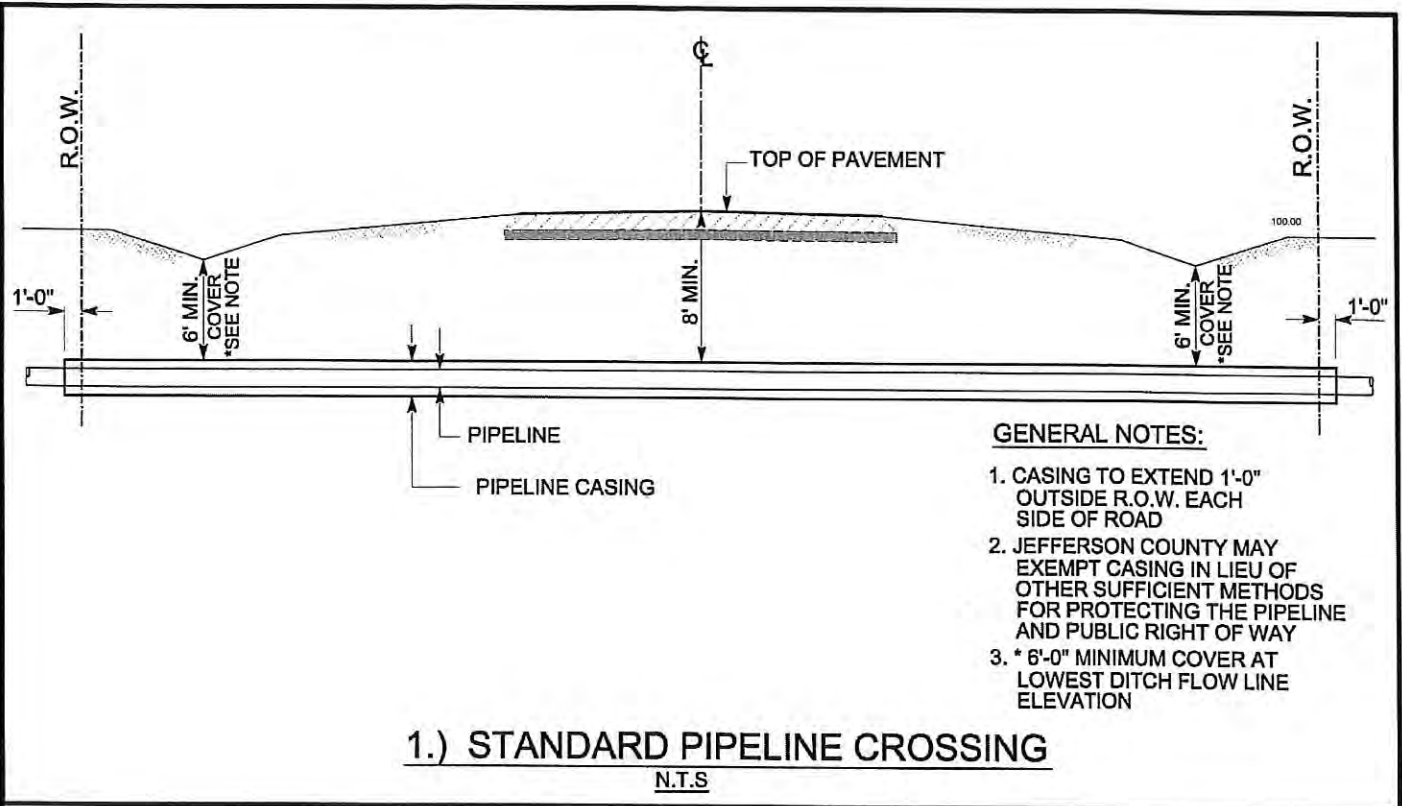 ℄
R.O.W.
R.O.W.
TOP OF PAVEMENT
100.00
1'-0"
6' MIN.
COVER
*SEE NOTE
8' MIN.
6' MIN.
COVER
*SEE NOTE
1'-0"
PIPELINE
PIPELINE CASING
GENERAL NOTES:
1. CASING TO EXTEND 1'-0"
OUTSIDE R.O.W. EACH
SIDE OF ROAD
2. JEFFERSON COUNTY MAY
EXEMPT CASING IN LIEU OF
OTHER SUFFICIENT METHODS
FOR PROTECTING THE PIPELINE
AND PUBLIC RIGHT OF WAY
3. * 6'-0" MINIMUM COVER AT
LOWEST DITCH FLOW LINE
ELEVATION
1.) STANDARD PIPELINE CROSSING
N.T.S